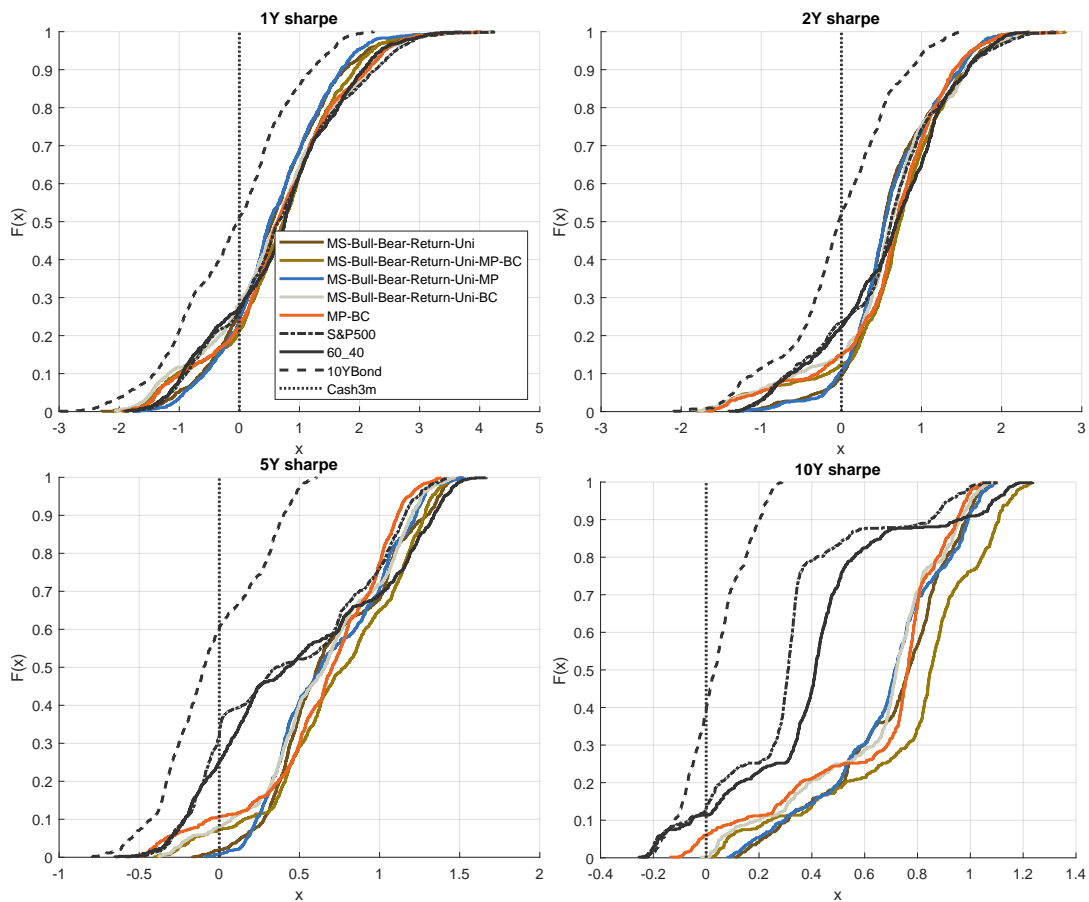 1Y sharpe
1
0.9
0.8
0.7
0.6
0.5
0.4
0.3
0.2
0.1
0
F(x)
-3 -2 -1 0 1 2 3 4 5
x
MS-Bull-Bear-Return-Uni
MS-Bull-Bear-Return-Uni-MP-BC
MS-Bull-Bear-Return-Uni-MP
MS-Bull-Bear-Return-Uni-BC
MP-BC
S&P500
60_40
10YBond
Cash3m
2Y sharpe
1
0.9
0.8
0.7
0.6
0.5
0.4
0.3
0.2
0.1
0
F(x)
-3 -2 -1 0 1 2 3
x
5Y sharpe
1
0.9
0.8
0.7
0.6
0.5
0.4
0.3
0.2
0.1
0
F(x)
-1 -0.5 0 0.5 1 1.5 2
x
10Y sharpe
1
0.9
0.8
0.7
0.6
0.5
0.4
0.3
0.2
0.1
0
F(x)
-0.4 -0.2 0 0.2 0.4 0.6 0.8 1 1.2 1.4
x